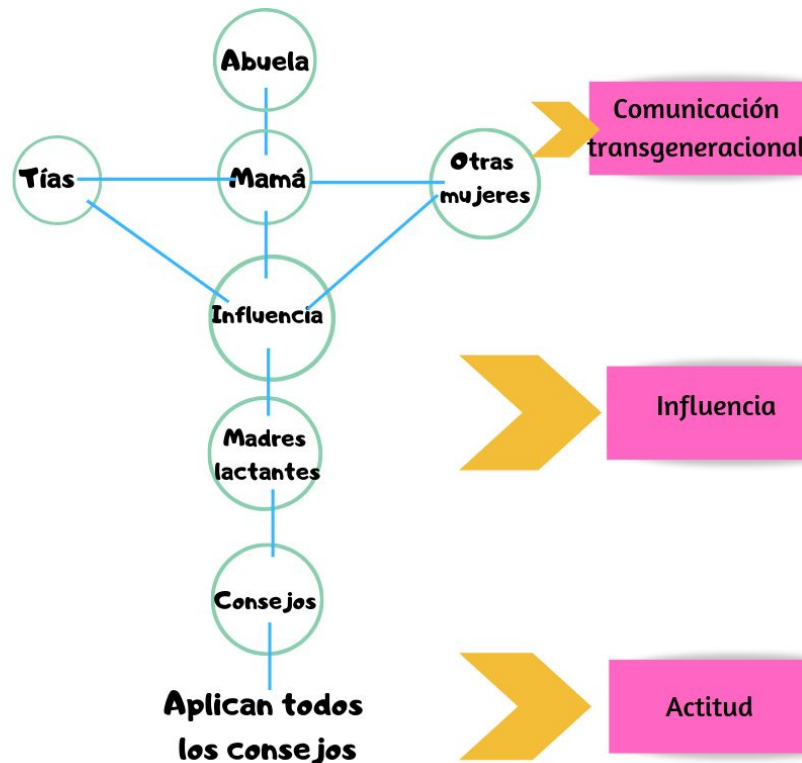 Abuela
Comunicación
transgeneracional
Tías
Mamá
Otras
mujeres
Influencia
Influencia
Madres
lactantes
Consejos
Aplican todos
los consejos
Actitud